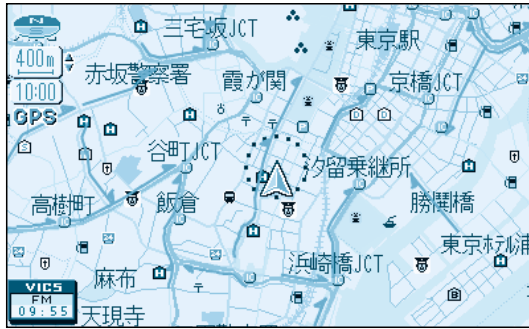 N
三宅坂JCT
東京駅
400m
赤坂警察署
霞が関
京橋JCT
10:00
GPS
谷町JCT
汐留乗継所
高樹町
飯倉
勝鬨橋
東京ホテル浦
浜崎橋JCT
麻布
VICS
FM
09:55
天現寺